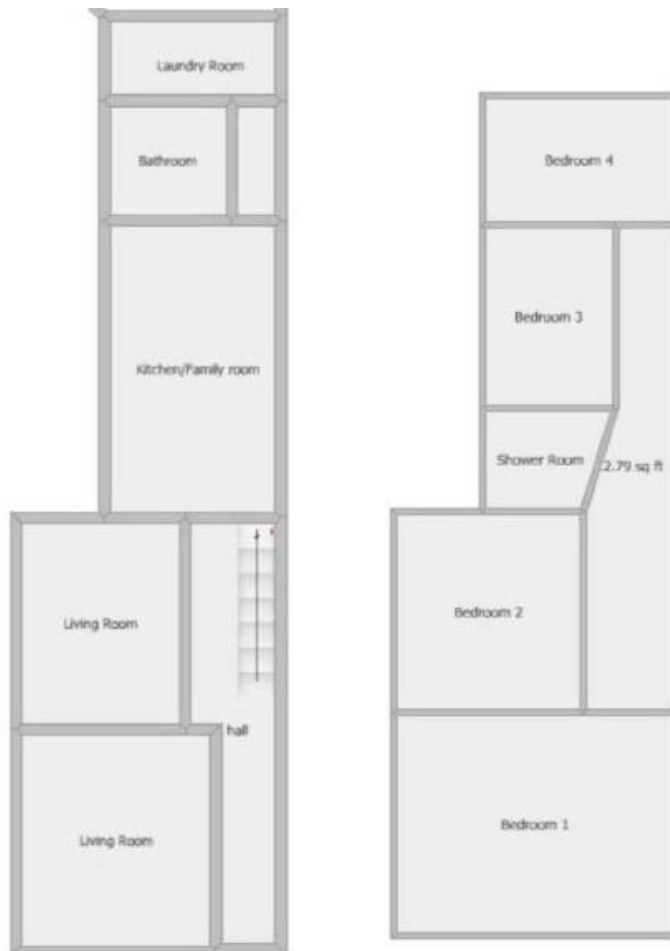 Laundry Room
Bathroom
Kitchen/Family room
Living Room
hall
Living Room
Bedroom 4
Bedroom 3
Shower Room
2.79 sq ft
Bedroom 2
Bedroom 1